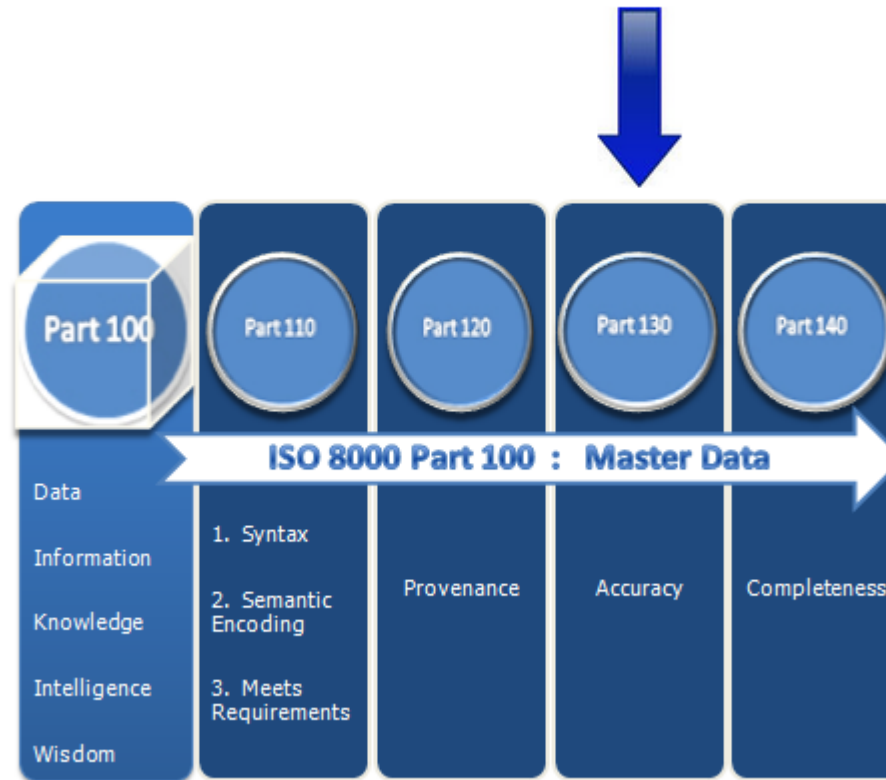 Part 100
Part 110
Part 120
Part 130
Part 140
ISO 8000 Part 100 : Master Data
Data
Information
Knowledge
Intelligence
Wisdom
1. Syntax
2. Semantic
Encoding
3. Meets
Requirements
Provenance
Accuracy
Completeness